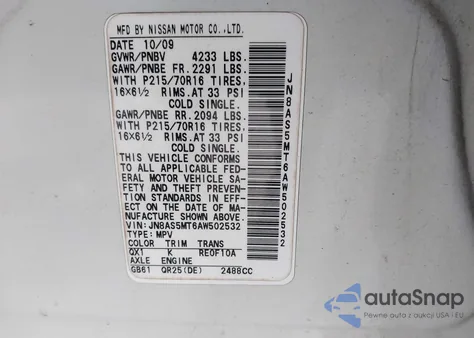 MFD BY NISSAN MOTOR CO.,LTD.
DATE 10/09
GVWR/PNBV 4233 LBS.
GAWR/PNBE FR. 2291 LBS.
WITH P215/70R16 TIRES,
16X6½ RIMS.AT 33 PSI
COLD SINGLE.
GAWR/PNBE RR. 2094 LBS.
WITH P215/70R16 TIRES,
16X6½ RIMS.AT 33 PSI
COLD SINGLE.
THIS VEHICLE CONFORMS
TO ALL APPLICABLE FED-
ERAL MOTOR VEHICLE SA-
FETY AND THEFT PREVEN-
TION STANDARDS IN EFF-
ECT ON THE DATE OF MA-
NUFACTURE SHOWN ABOVE.
VIN: JN8AS5MT6AW502532
TYPE: MPV
COLOR TRIM TRANS
QX1 K RE0F10A
AXLE ENGINE
GB61 QR25(DE) 2488CC
JN8AS5MT6AW502532
autoSnap
Pewne auto z aukcji USA i EU